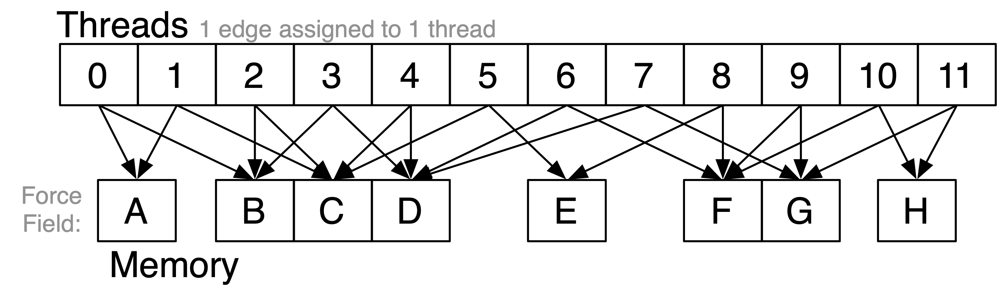 Threads 1 edge assigned to 1 thread
0 1 2 3 4 5 6 7 8 9 10 11
Force
Field:
A B C D E F G H
Memory